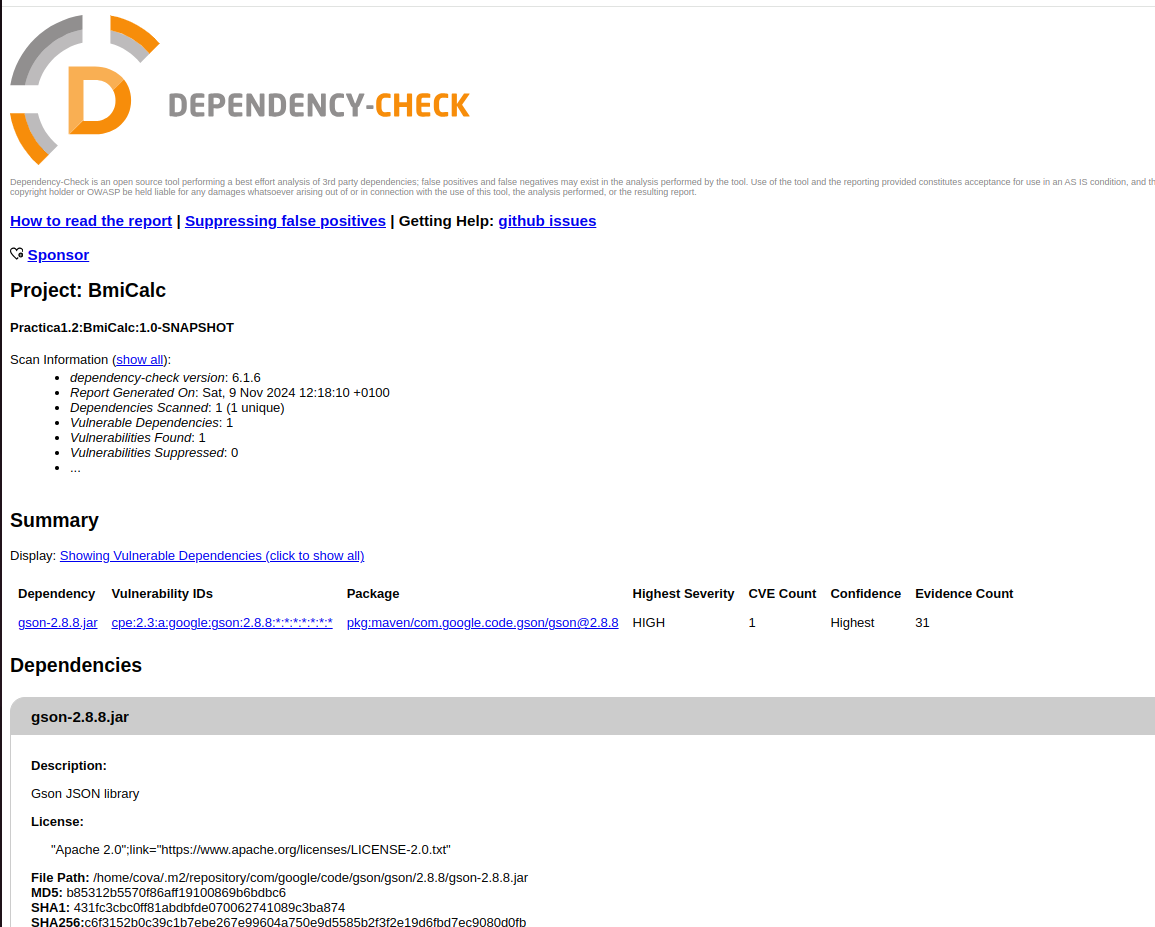 D
DEPENDENCY-CHECK
Dependency-Check is an open source tool performing a best effort analysis of 3rd party dependencies; false positives and false negatives may exist in the analysis performed by the tool. Use of the tool and the reporting provided constitutes acceptance for use in an AS IS condition, and th
copyright holder or OWASP be held liable for any damages whatsoever arising out of or in connection with the use of this tool, the analysis performed, or the resulting report.
How to read the report | Suppressing false positives | Getting Help: github issues
Sponsor
Project: BmiCalc
Practica1.2:BmiCalc:1.0-SNAPSHOT
Scan Information (show all):
• dependency-check version: 6.1.6
• Report Generated On: Sat, 9 Nov 2024 12:18:10 +0100
• Dependencies Scanned: 1 (1 unique)
• Vulnerable Dependencies: 1
• Vulnerabilities Found: 1
• Vulnerabilities Suppressed: 0
• ...
Summary
Display: Showing Vulnerable Dependencies (click to show all)
Dependency Vulnerability IDs Package Highest Severity CVE Count Confidence Evidence Count
gson-2.8.8.jar cpe:2.3:a:google:gson:2.8.8:*:*:*:*:*:*:* pkg:maven/com.google.code.gson/gson@2.8.8 HIGH 1 Highest 31
Dependencies
gson-2.8.8.jar
Description:
Gson JSON library
License:
"Apache 2.0";link="https://www.apache.org/licenses/LICENSE-2.0.txt"
File Path: /home/cova/.m2/repository/com/google/code/gson/gson/2.8.8/gson-2.8.8.jar
MD5: b85312b5570f86aff19100869b6bdbc6
SHA1: 431fc3cbc0ff81abdbfde070062741089c3ba874
SHA256:c6f3152b0c39c1b7ebe267e99604a750e9d5585b2f3f2e19d6fbd7ec9080d0fb